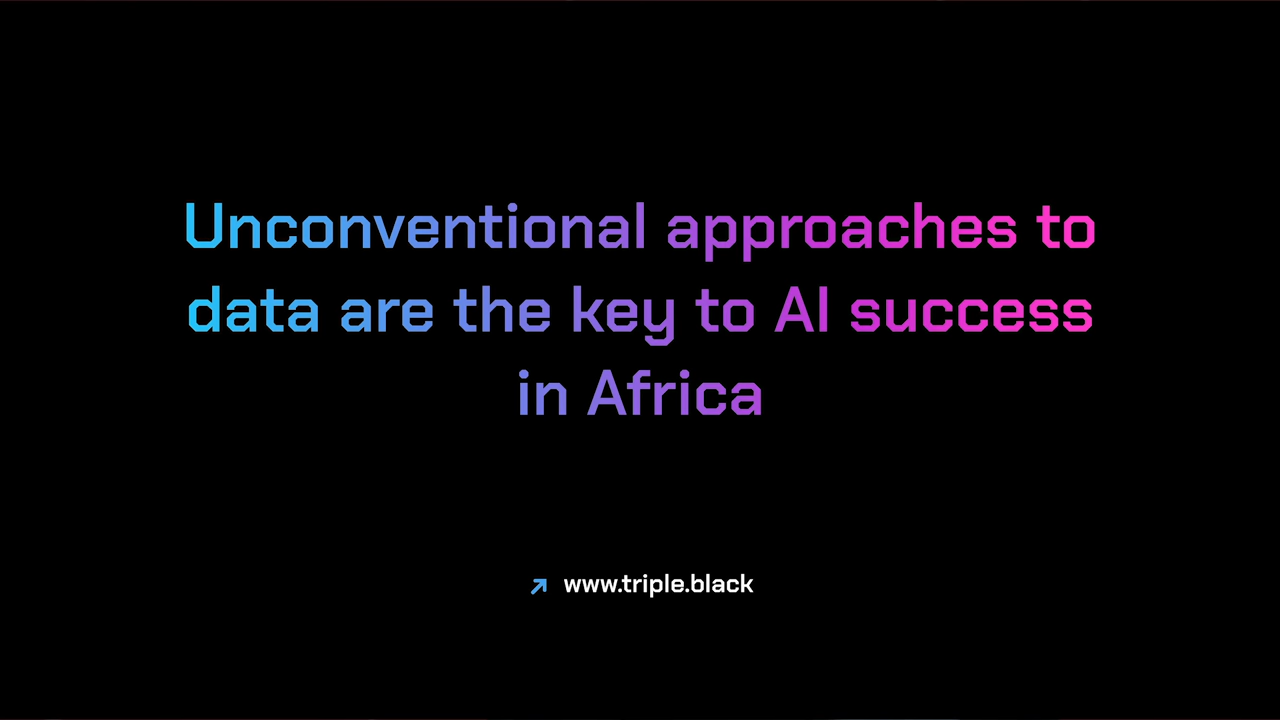 Unconventional approaches to
data are the key to AI success
in Africa
www.triple.black